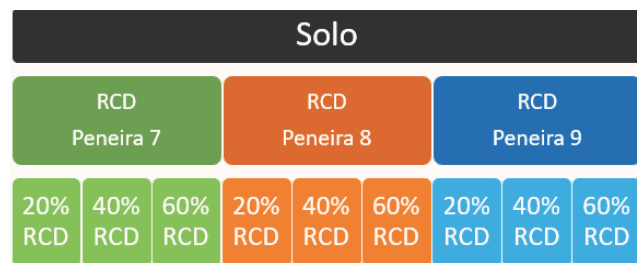 Solo
RCD
Peneira 7
RCD
Peneira 8
RCD
Peneira 9
20%
RCD
40%
RCD
60%
RCD
20%
RCD
40%
RCD
60%
RCD
20%
RCD
40%
RCD
60%
RCD